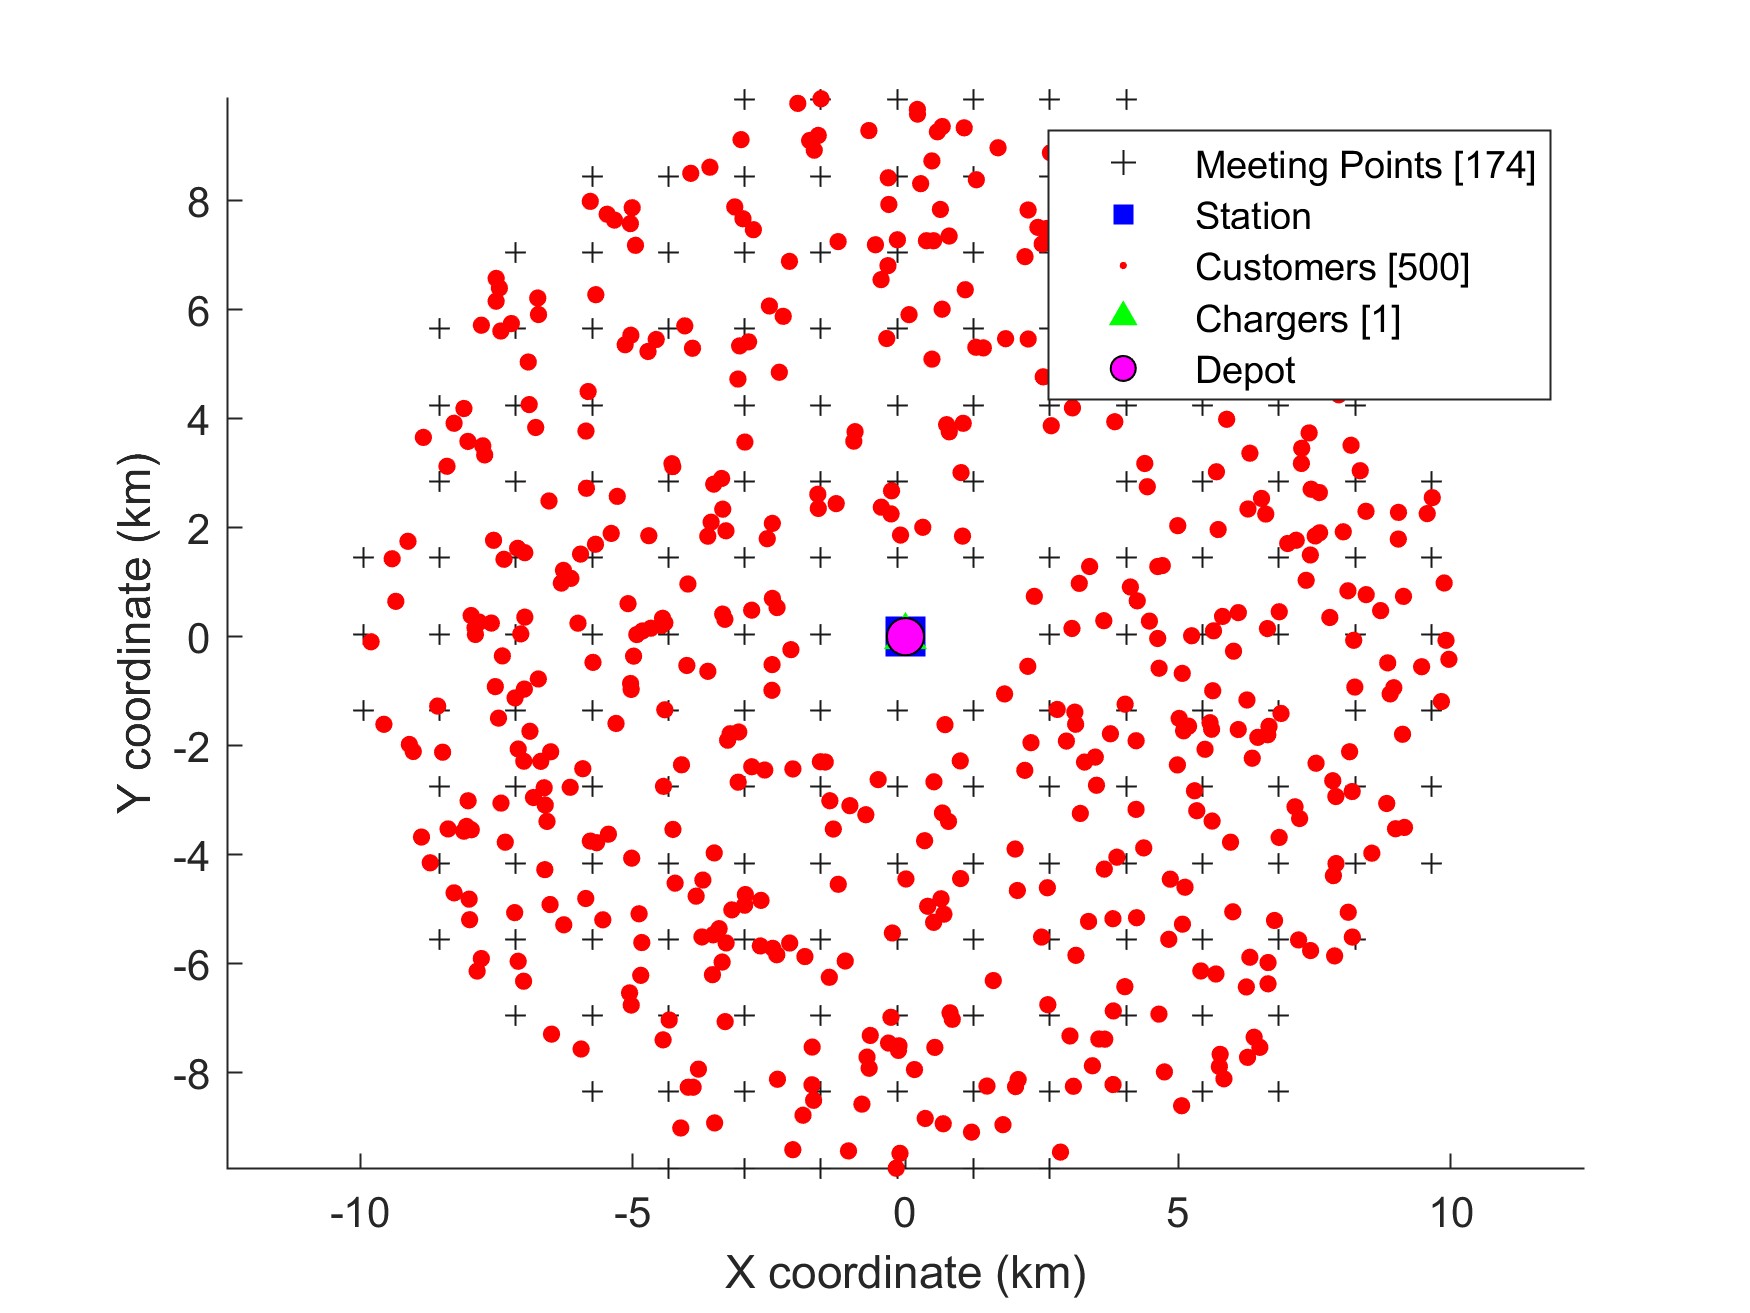 Meeting Points [174]
Station
Customers [500]
Chargers [1]
Depot
8
6
4
2
0
-2
-4
-6
-8
Y coordinate (km)
-10
-5
0
5
10
X coordinate (km)